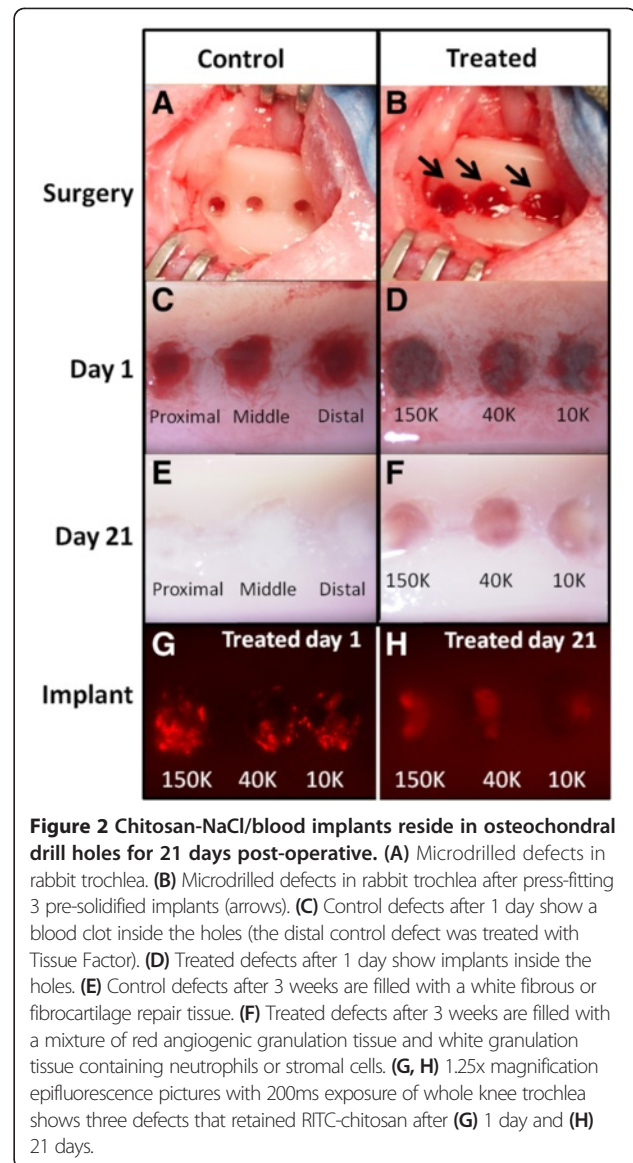 Control Treated
A B
Surgery
C D
Day 1
Proximal Middle Distal 150K 40K 10K
E F
Day 21
Proximal Middle Distal 150K 40K 10K
G Treated day 1 H Treated day 21
Implant
150K 40K 10K 150K 40K 10K
Figure 2 Chitosan-NaCl/blood implants reside in osteochondral
drill holes for 21 days post-operative. (A) Microdrilled defects in
rabbit trochlea. (B) Microdrilled defects in rabbit trochlea after press-fitting
3 pre-solidified implants (arrows). (C) Control defects after 1 day show a
blood clot inside the holes (the distal control defect was treated with
Tissue Factor). (D) Treated defects after 1 day show implants inside the
holes. (E) Control defects after 3 weeks are filled with a white fibrous or
fibrocartilage repair tissue. (F) Treated defects after 3 weeks are filled with
a mixture of red angiogenic granulation tissue and white granulation
tissue containing neutrophils or stromal cells. (G, H) 1.25x magnification
epifluorescence pictures with 200ms exposure of whole knee trochlea
shows three defects that retained RITC-chitosan after (G) 1 day and (H)
21 days.